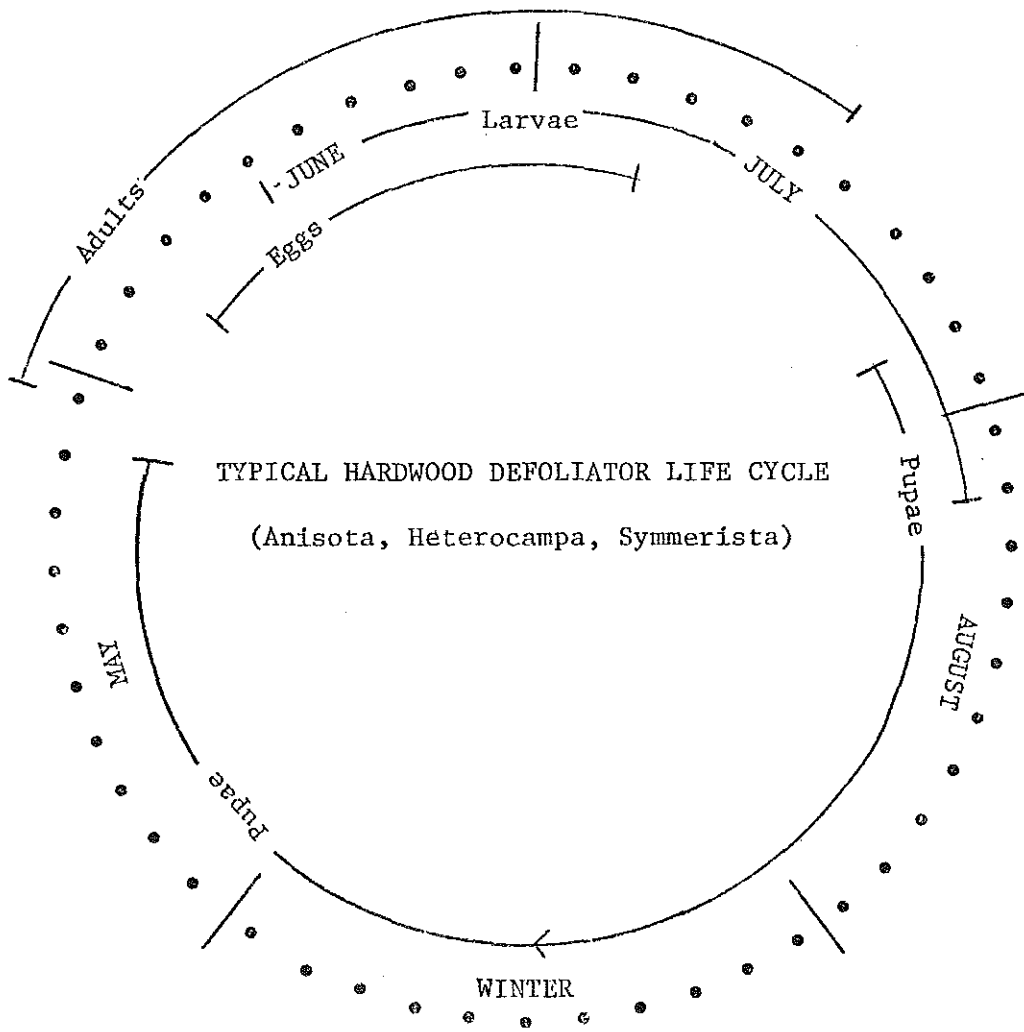 Larvae
JUNE
JULY
Adults
Eggs
TYPICAL HARDWOOD DEFOLIATOR LIFE CYCLE
(Anisota, Heterocampa, Symmerista)
Pupae
MAY
AUGUST
Pupae
WINTER